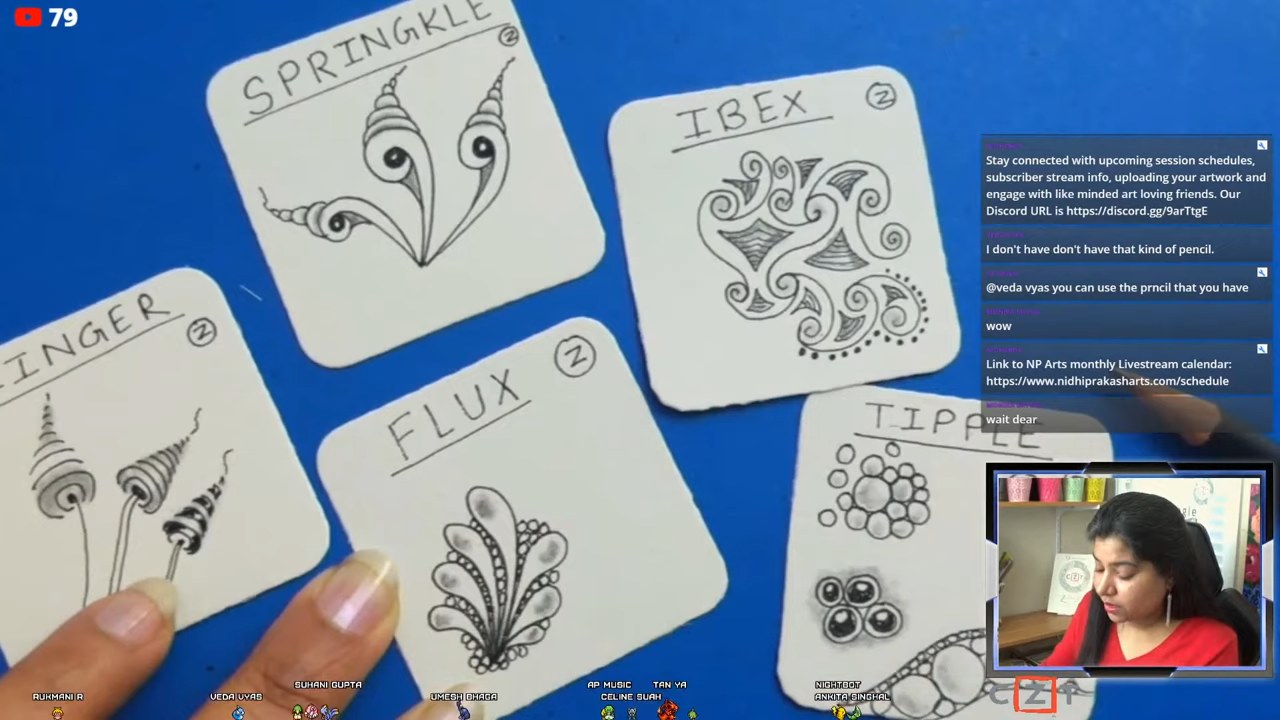 79
SPRINGKLE
Z
IBEX
Z
INGER
Z
FLUX
Z
TIPPLE
Stay connected with upcoming session schedules,
subscriber stream info, uploading your artwork and
engage with like minded art loving friends. Our
Discord URL is https://discord.gg/9arTtgE
I don't have don't have that kind of pencil.
@veda vyas you can use the prncil that you have
wow
Link to NP Arts monthly Livestream calendar:
https://www.nidhiprakasharts.com/schedule
wait dear
CZT
RUKMANI R
VEDA VYAS
SUHANI GUPTA
UMESH BHAGA
AP MUSIC
CELINE SUAH
TAN YA
NIGHTBOT
ANKITA SINGHAL
CZT